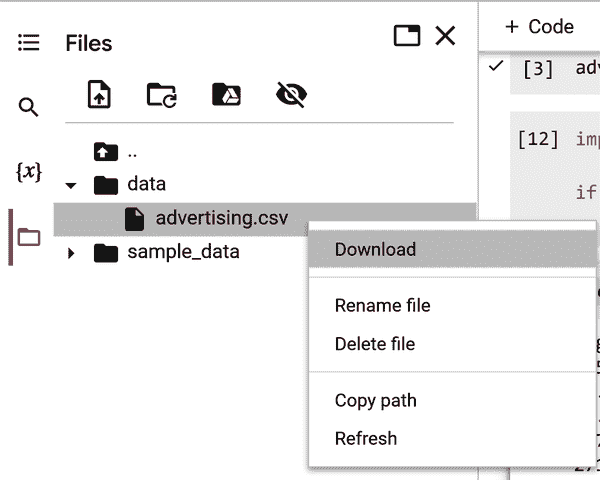 Files
+ Code
[3] adv
{x}
[12] imp
if
..
data
advertising.csv
sample_data
Download
Rename file
Delete file
Copy path
Refresh